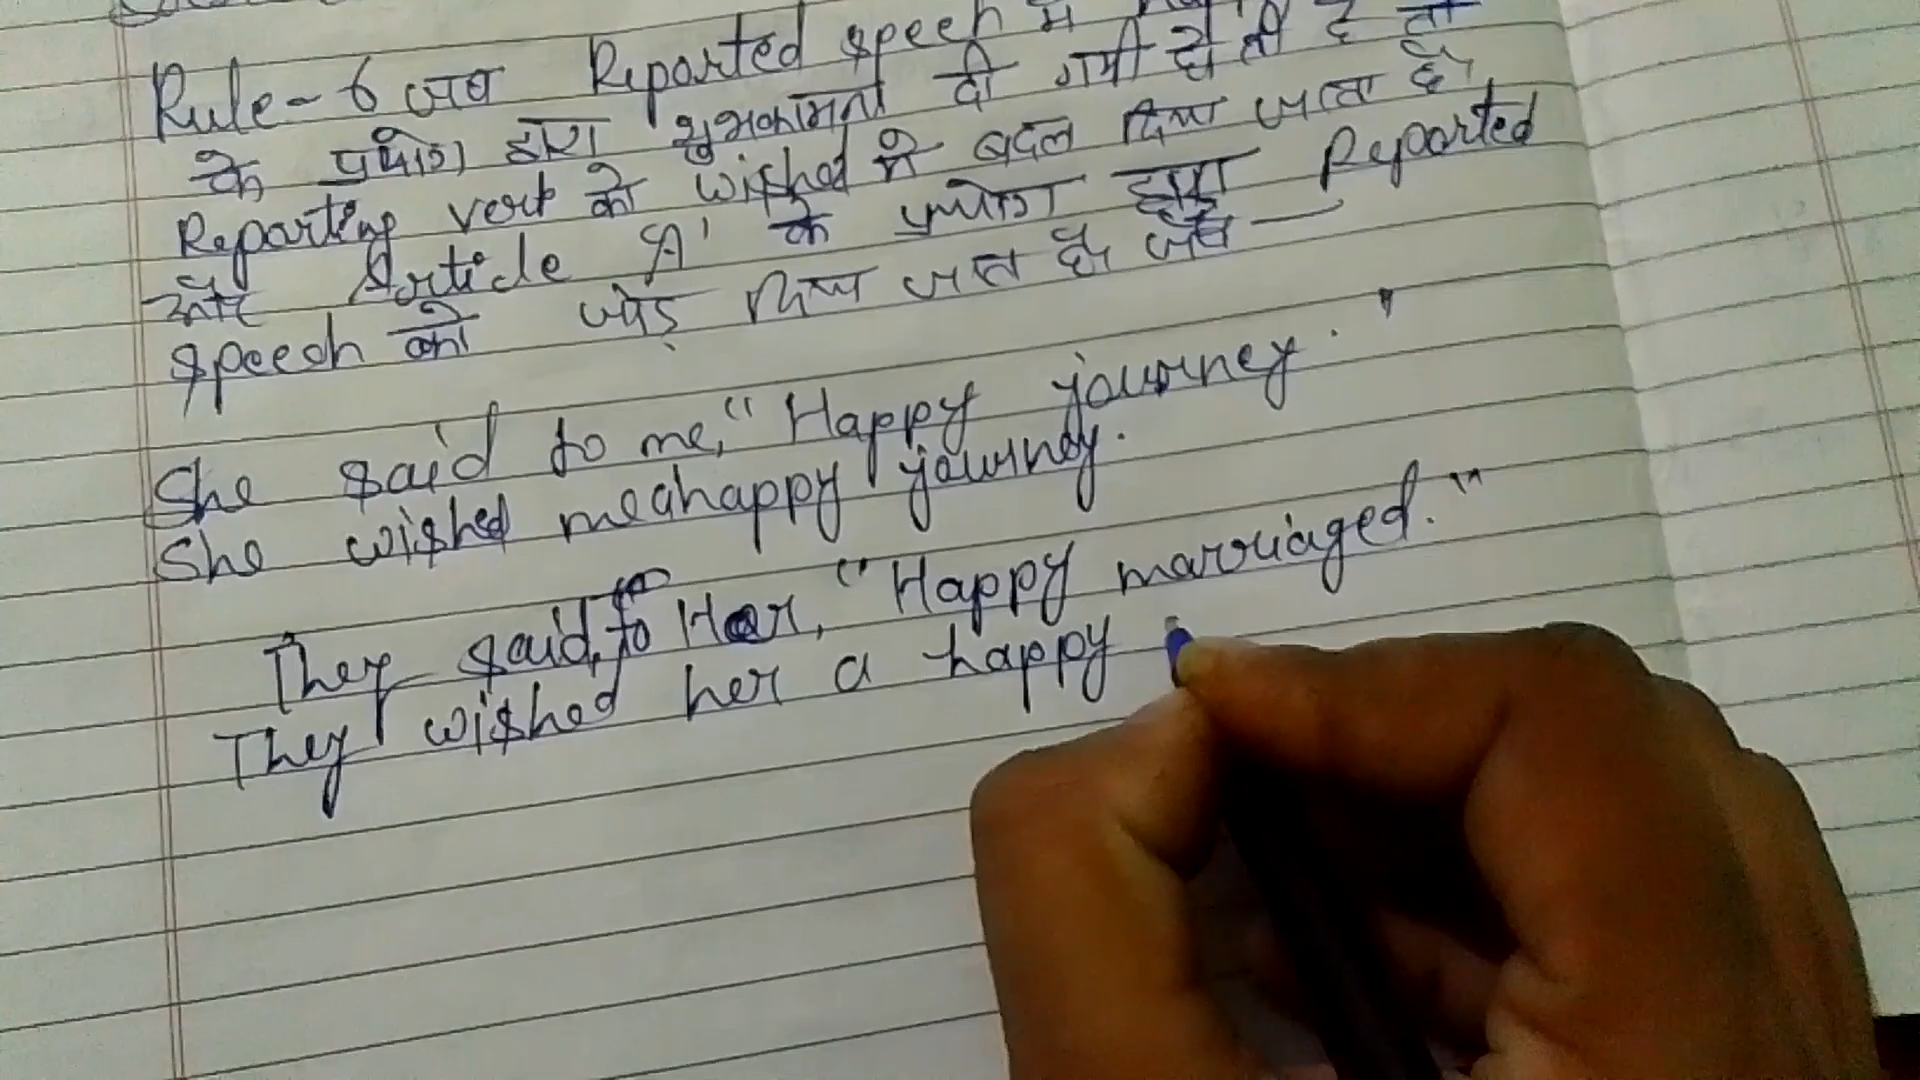 Rule-6 जब Reported speech में
के प्रयोग द्वारा शुभकामना दी गयी होती है तो
Reporting verb को wished में बदल दिया जाता है।
और Article 'A' के प्रयोग द्वारा Reported
speech को जोड़ दिया जाता है। जैसे —
She said to me, "Happy journey."
She wished me a happy journey.
They said to Her, "Happy marriaged."
They wished her a happy